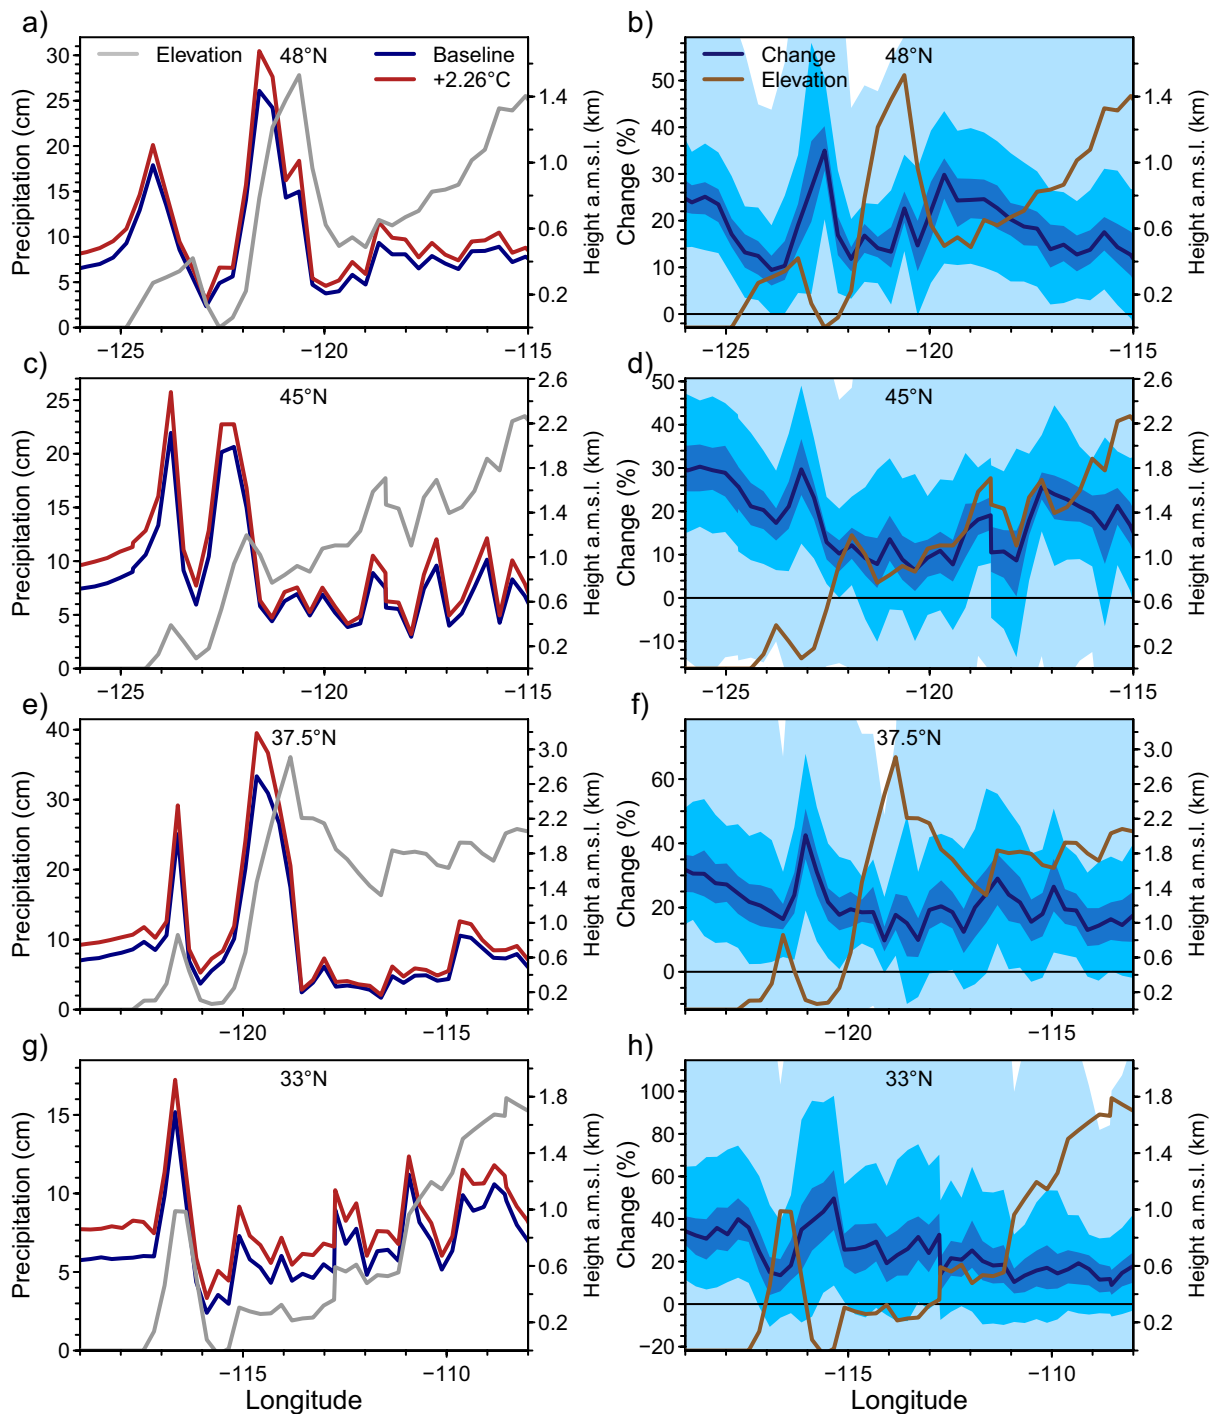 a)
Elevation
48°N
Baseline
+2.26°C
Precipitation (cm)
0
5
10
15
20
25
30
Height a.m.s.l. (km)
0.2
0.6
1.0
1.4
−125
−120
−115
b)
48°N
Change
Elevation
Change (%)
0
10
20
30
40
50
Height a.m.s.l. (km)
0.2
0.6
1.0
1.4
−125
−120
−115
c)
45°N
Precipitation (cm)
0
5
10
15
20
25
Height a.m.s.l. (km)
0.2
0.6
1.0
1.4
1.8
2.2
2.6
−125
−120
−115
d)
45°N
Change (%)
−10
0
10
20
30
40
50
Height a.m.s.l. (km)
0.2
0.6
1.0
1.4
1.8
2.2
2.6
−125
−120
−115
e)
37.5°N
Precipitation (cm)
0
10
20
30
40
Height a.m.s.l. (km)
0.2
0.6
1.0
1.4
1.8
2.2
2.6
3.0
−120
−115
f)
37.5°N
Change (%)
0
20
40
60
Height a.m.s.l. (km)
0.2
0.6
1.0
1.4
1.8
2.2
2.6
3.0
−120
−115
g)
33°N
Precipitation (cm)
0
5
10
15
Height a.m.s.l. (km)
0.2
0.6
1.0
1.4
1.8
−115
−110
Longitude
h)
33°N
Change (%)
−20
0
20
40
60
80
100
Height a.m.s.l. (km)
0.2
0.6
1.0
1.4
1.8
−115
−110
Longitude